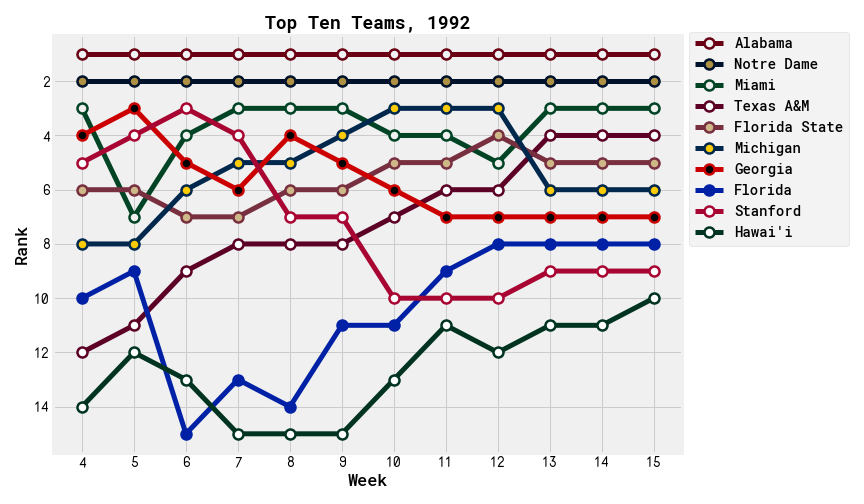 Top Ten Teams, 1992
Alabama
Notre Dame
Miami
Texas A&M
Florida State
Michigan
Georgia
Florida
Stanford
Hawai'i
Rank
2
4
6
8
10
12
14
4 5 6 7 8 9 10 11 12 13 14 15
Week